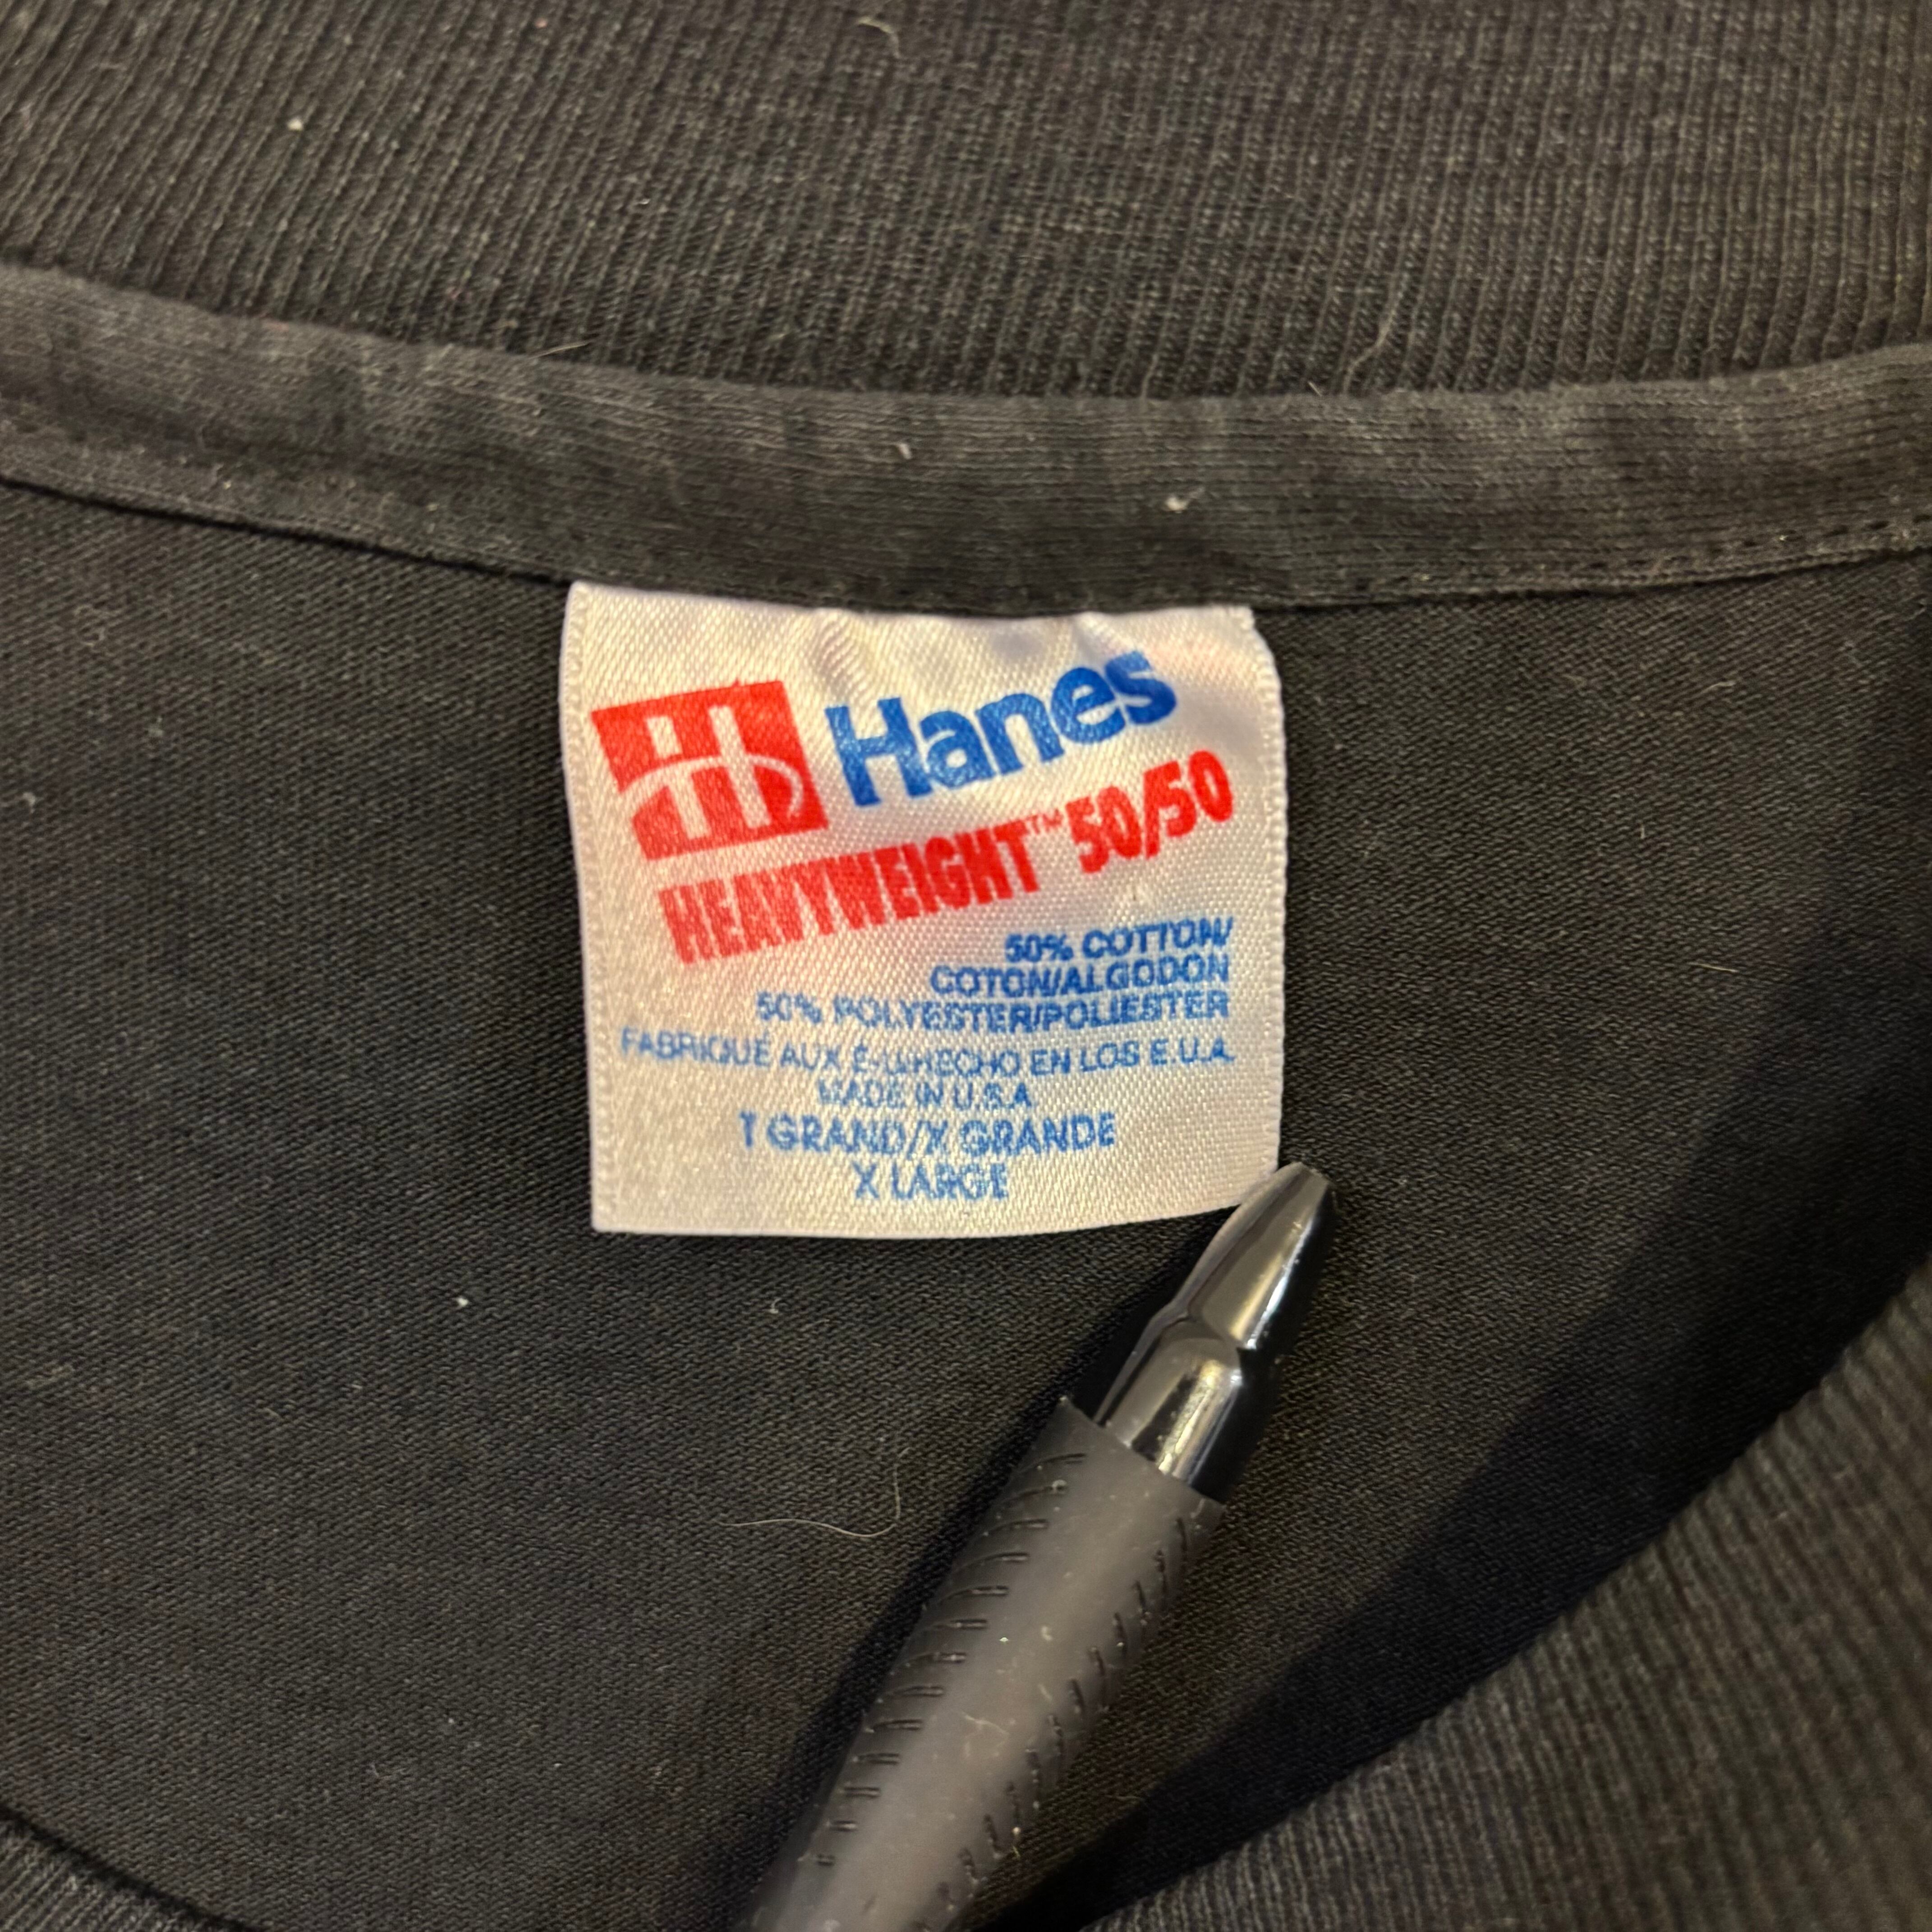 Hanes
HEAVYWEIGHT™ 50/50
50% COTTON/
COTON/ALGODON
50% POLYESTER/POLIESTER
FABRIQUÉ AUX É-U/HECHO EN LOS E.U.A.
MADE IN U.S.A
T GRAND/X GRANDE
X LARGE